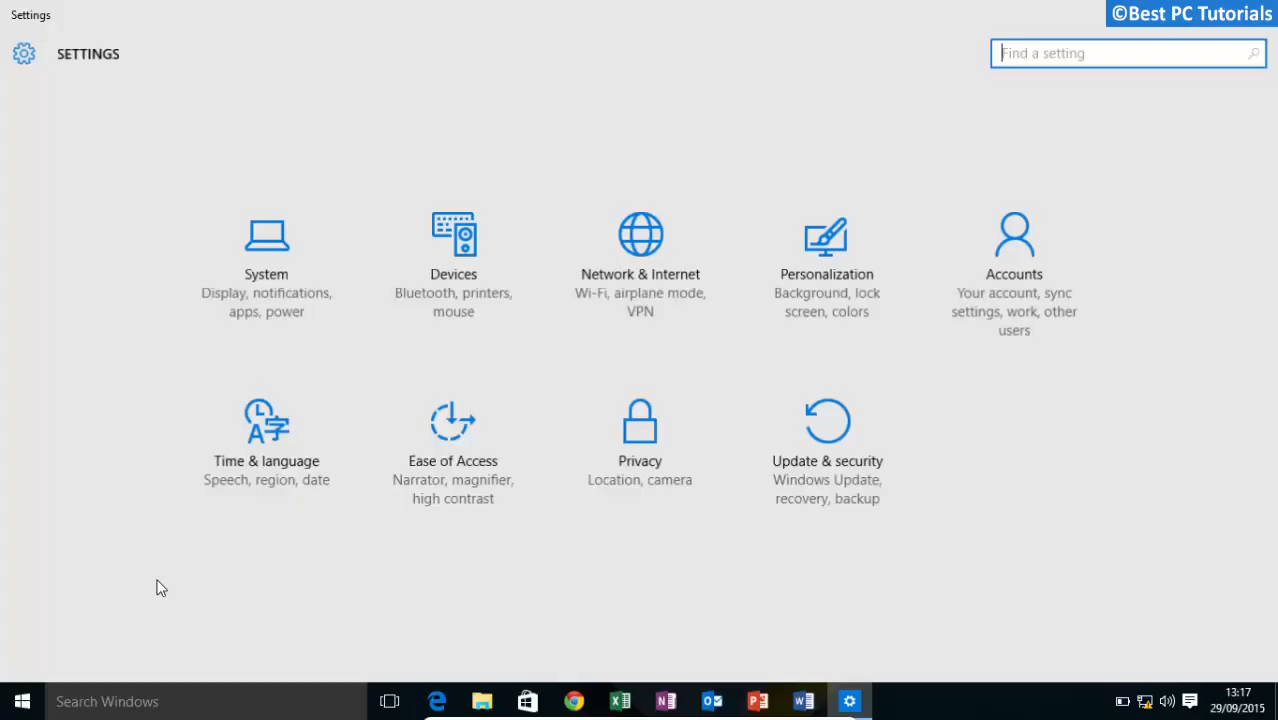 Settings
©Best PC Tutorials
SETTINGS
Find a setting
System
Display, notifications,
apps, power
Devices
Bluetooth, printers,
mouse
Network & Internet
Wi-Fi, airplane mode,
VPN
Personalization
Background, lock
screen, colors
Accounts
Your account, sync
settings, work, other
users
Time & language
Speech, region, date
Ease of Access
Narrator, magnifier,
high contrast
Privacy
Location, camera
Update & security
Windows Update,
recovery, backup
Search Windows
13:17
29/09/2015